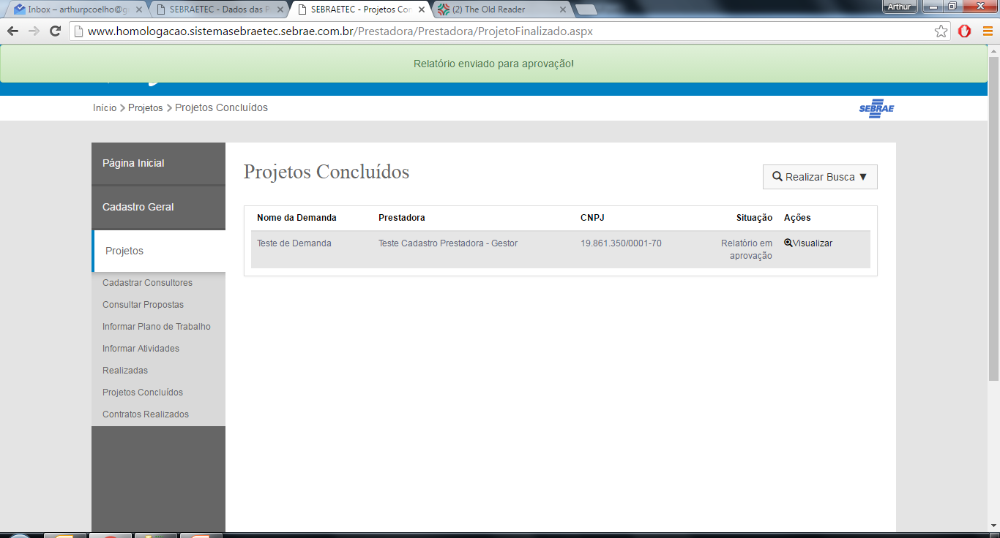 Inbox – arthurpcoelho@g
SEBRAETEC - Dados das P
SEBRAETEC - Projetos Con
(2) The Old Reader
Arthur
www.homologacao.sistemasebraetec.sebrae.com.br/Prestadora/Prestadora/ProjetoFinalizado.aspx
Relatório enviado para aprovação!
Início > Projetos > Projetos Concluídos
SEBRAE
Página Inicial
Cadastro Geral
Projetos
Cadastrar Consultores
Consultar Propostas
Informar Plano de Trabalho
Informar Atividades
Realizadas
Projetos Concluídos
Contratos Realizados
Projetos Concluídos
Realizar Busca ▼
Nome da Demanda Prestadora CNPJ Situação Ações
Teste de Demanda Teste Cadastro Prestadora - Gestor 19.861.350/0001-70 Relatório em Visualizar
aprovação